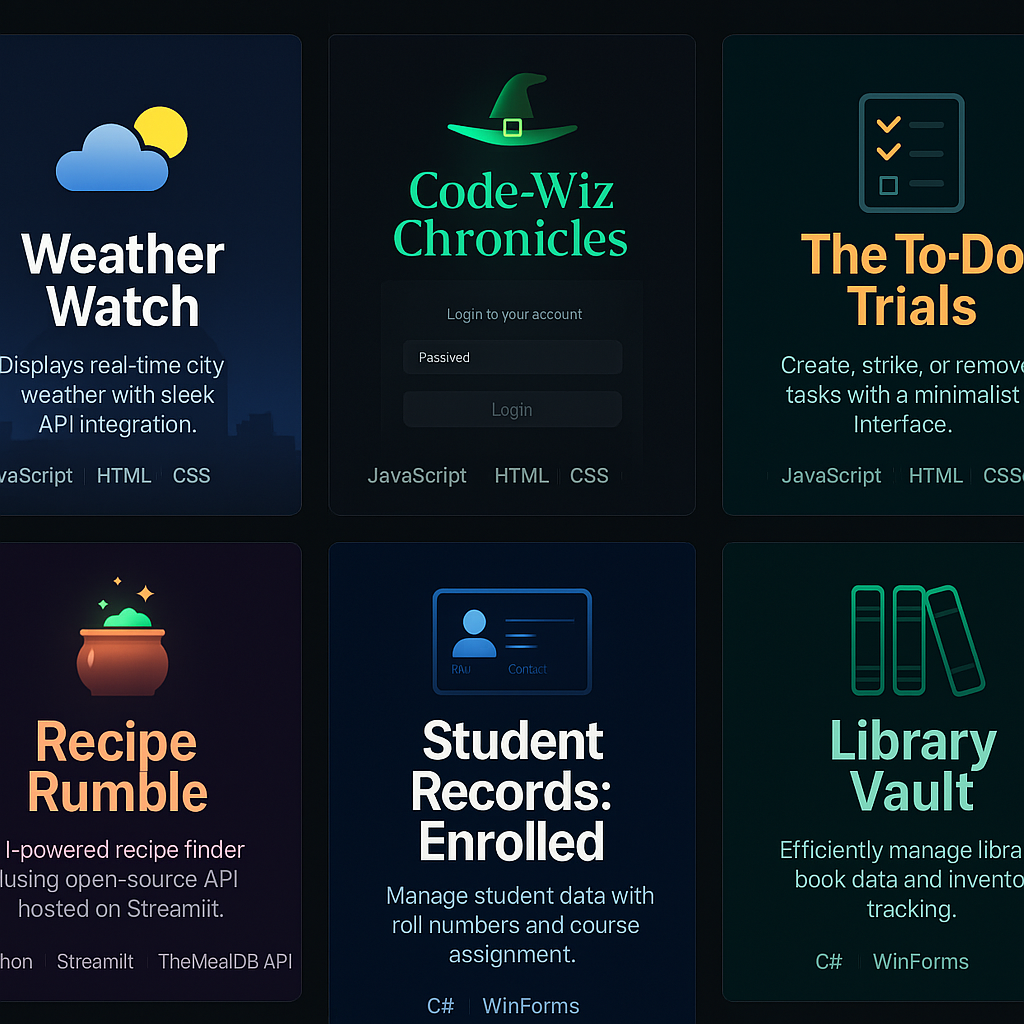 Weather
Watch
Displays real-time city
weather with sleek
API integration.
vaScript HTML CSS
Code-Wiz
Chronicles
Login to your account
Passived
Login
JavaScript HTML CSS
The To-Do
Trials
Create, strike, or remove
tasks with a minimalist
Interface.
JavaScript HTML CSS
Recipe
Rumble
I-powered recipe finder
lusing open-source API
hosted on Streamiit.
hon Streamilt TheMealDB API
Contact
Student
Records:
Enrolled
Manage student data with
roll numbers and course
assignment.
C# WinForms
Library
Vault
Efficiently manage libra
book data and invento
tracking.
C# WinForms